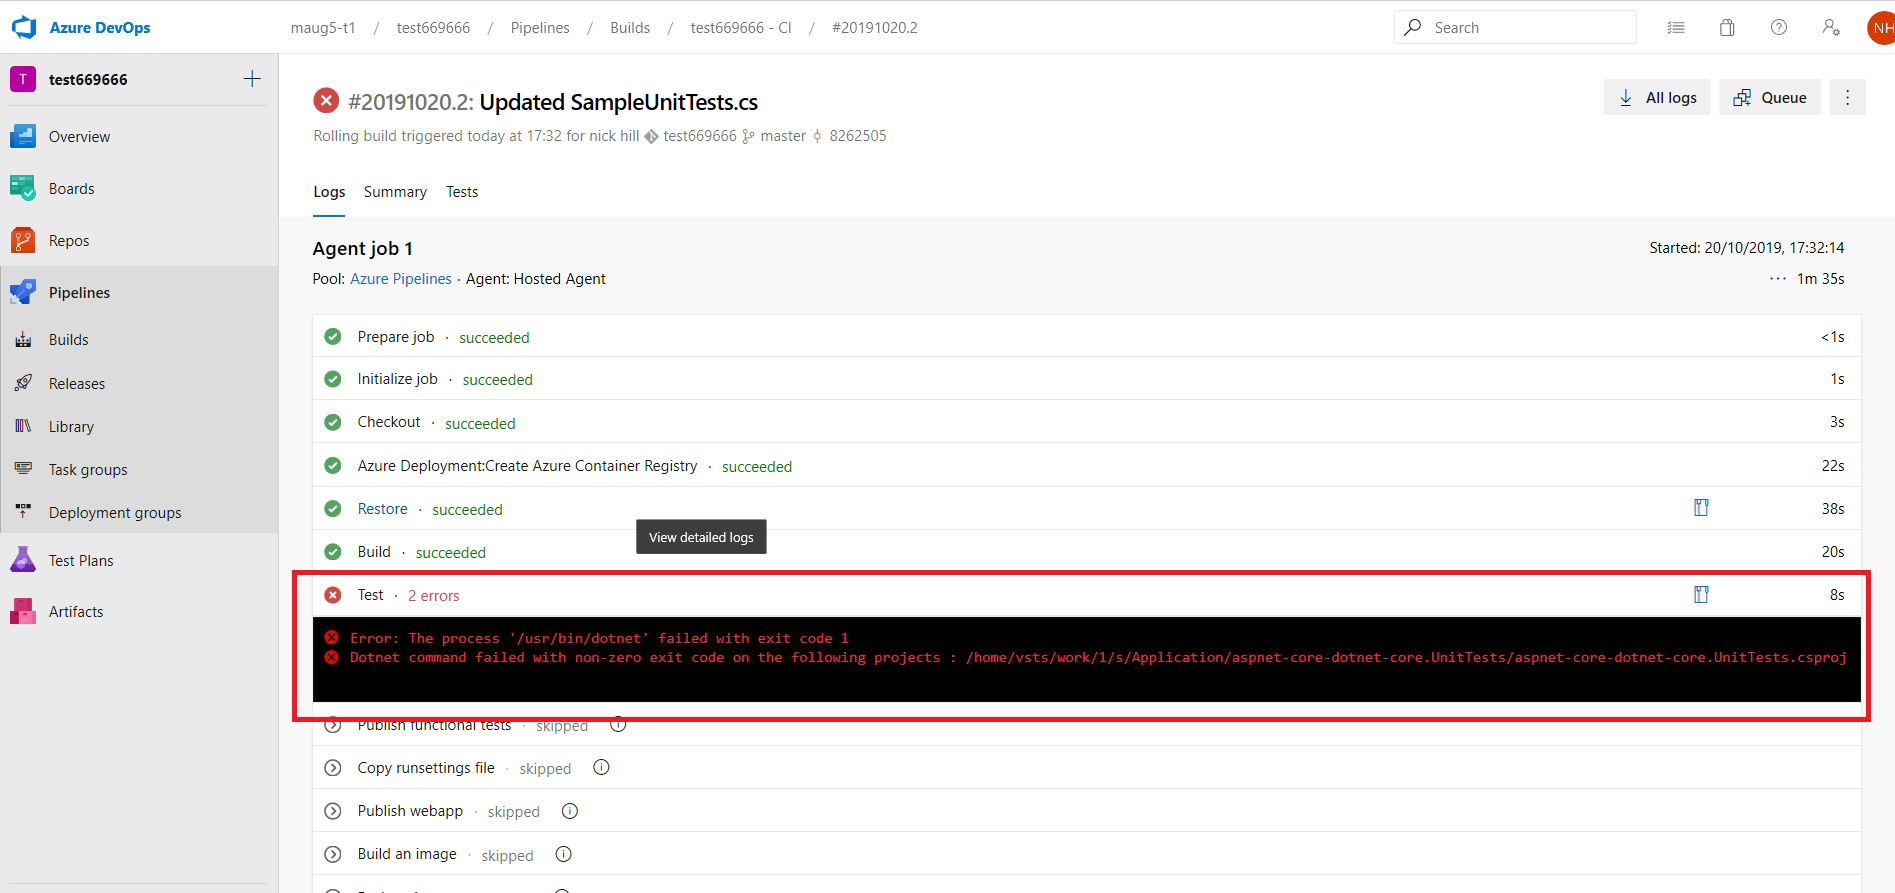 Azure DevOps
maug5-t1 / test669666 / Pipelines / Builds / test669666 - CI / #20191020.2
Search
NH
T test669666
Overview
Boards
Repos
Pipelines
Builds
Releases
Library
Task groups
Deployment groups
Test Plans
Artifacts
#20191020.2: Updated SampleUnitTests.cs
All logs
Queue
Rolling build triggered today at 17:32 for nick hill test669666 master 8262505
Logs Summary Tests
Agent job 1
Started: 20/10/2019, 17:32:14
Pool: Azure Pipelines · Agent: Hosted Agent
··· 1m 35s
Prepare job · succeeded <1s
Initialize job · succeeded 1s
Checkout · succeeded 3s
Azure Deployment:Create Azure Container Registry · succeeded 22s
Restore · succeeded 38s
View detailed logs
Build · succeeded 20s
Test · 2 errors 8s
Error: The process '/usr/bin/dotnet' failed with exit code 1
Dotnet command failed with non-zero exit code on the following projects : /home/vsts/work/1/s/Application/aspnet-core-dotnet-core.UnitTests/aspnet-core-dotnet-core.UnitTests.csproj
Publish functional tests · skipped
Copy runsettings file · skipped
Publish webapp · skipped
Build an image · skipped